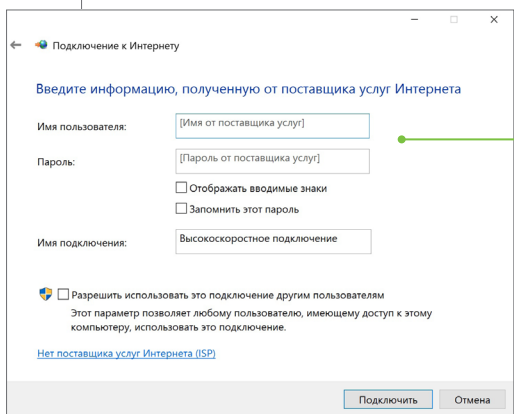 Подключение к Интернету
Введите информацию, полученную от поставщика услуг Интернета
Имя пользователя: [Имя от поставщика услуг]
Пароль: [Пароль от поставщика услуг]
Отображать вводимые знаки
Запомнить этот пароль
Имя подключения: Высокоскоростное подключение
Разрешить использовать это подключение другим пользователям
Этот параметр позволяет любому пользователю, имеющему доступ к этому
компьютеру, использовать это подключение.
Нет поставщика услуг Интернета (ISP)
Подключить Отмена